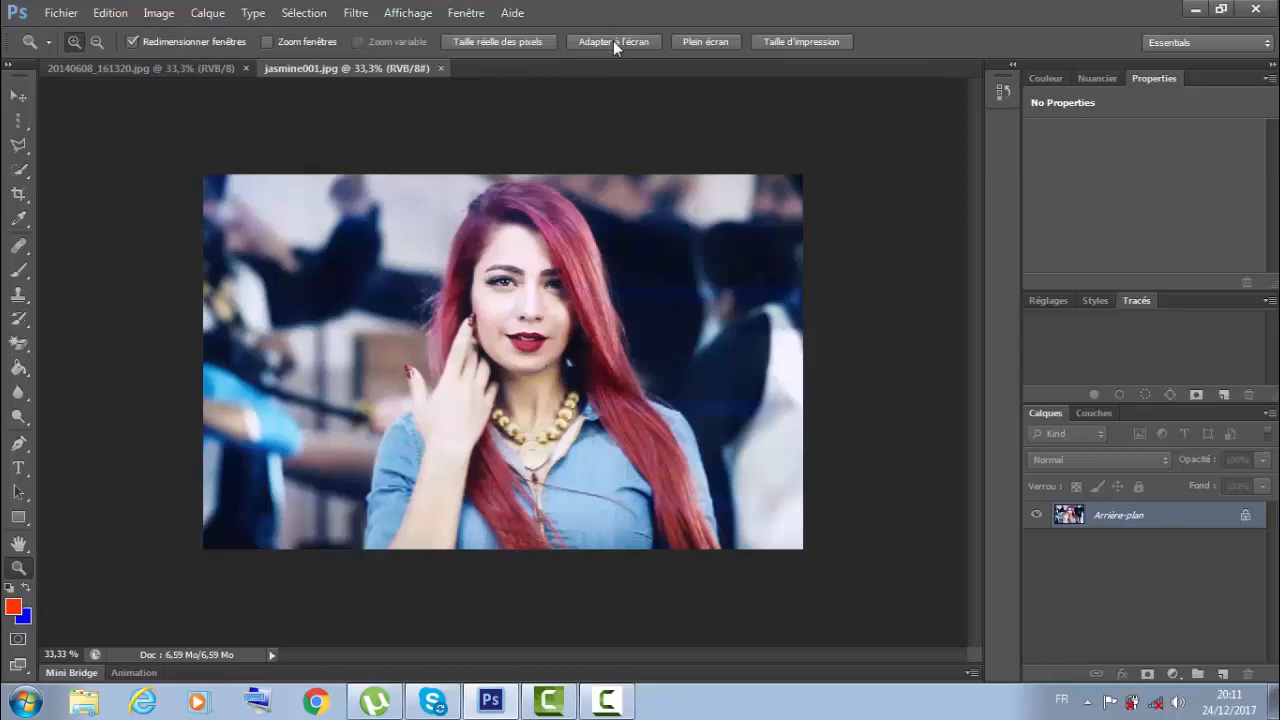 Ps Fichier Edition Image Calque Type Sélection Filtre Affichage Fenêtre Aide
Redimensionner fenêtres Zoom fenêtres Zoom variable Taille réelle des pixels Adapter à l'écran Plein écran Taille d'impression Essentials
20140608_161320.jpg @ 33,3% (RVB/8) × jasmine001.jpg @ 33,3% (RVB/8#) ×
Couleur Nuancier Properties
No Properties
Réglages Styles Tracés
Calques Couches
Kind
Normal Opacité : 100%
Verrou : Fond : 100%
Arrière-plan
33,33 % Doc : 6,59 Mo/6,59 Mo
Mini Bridge Animation
Ps FR 20:11
24/12/2017